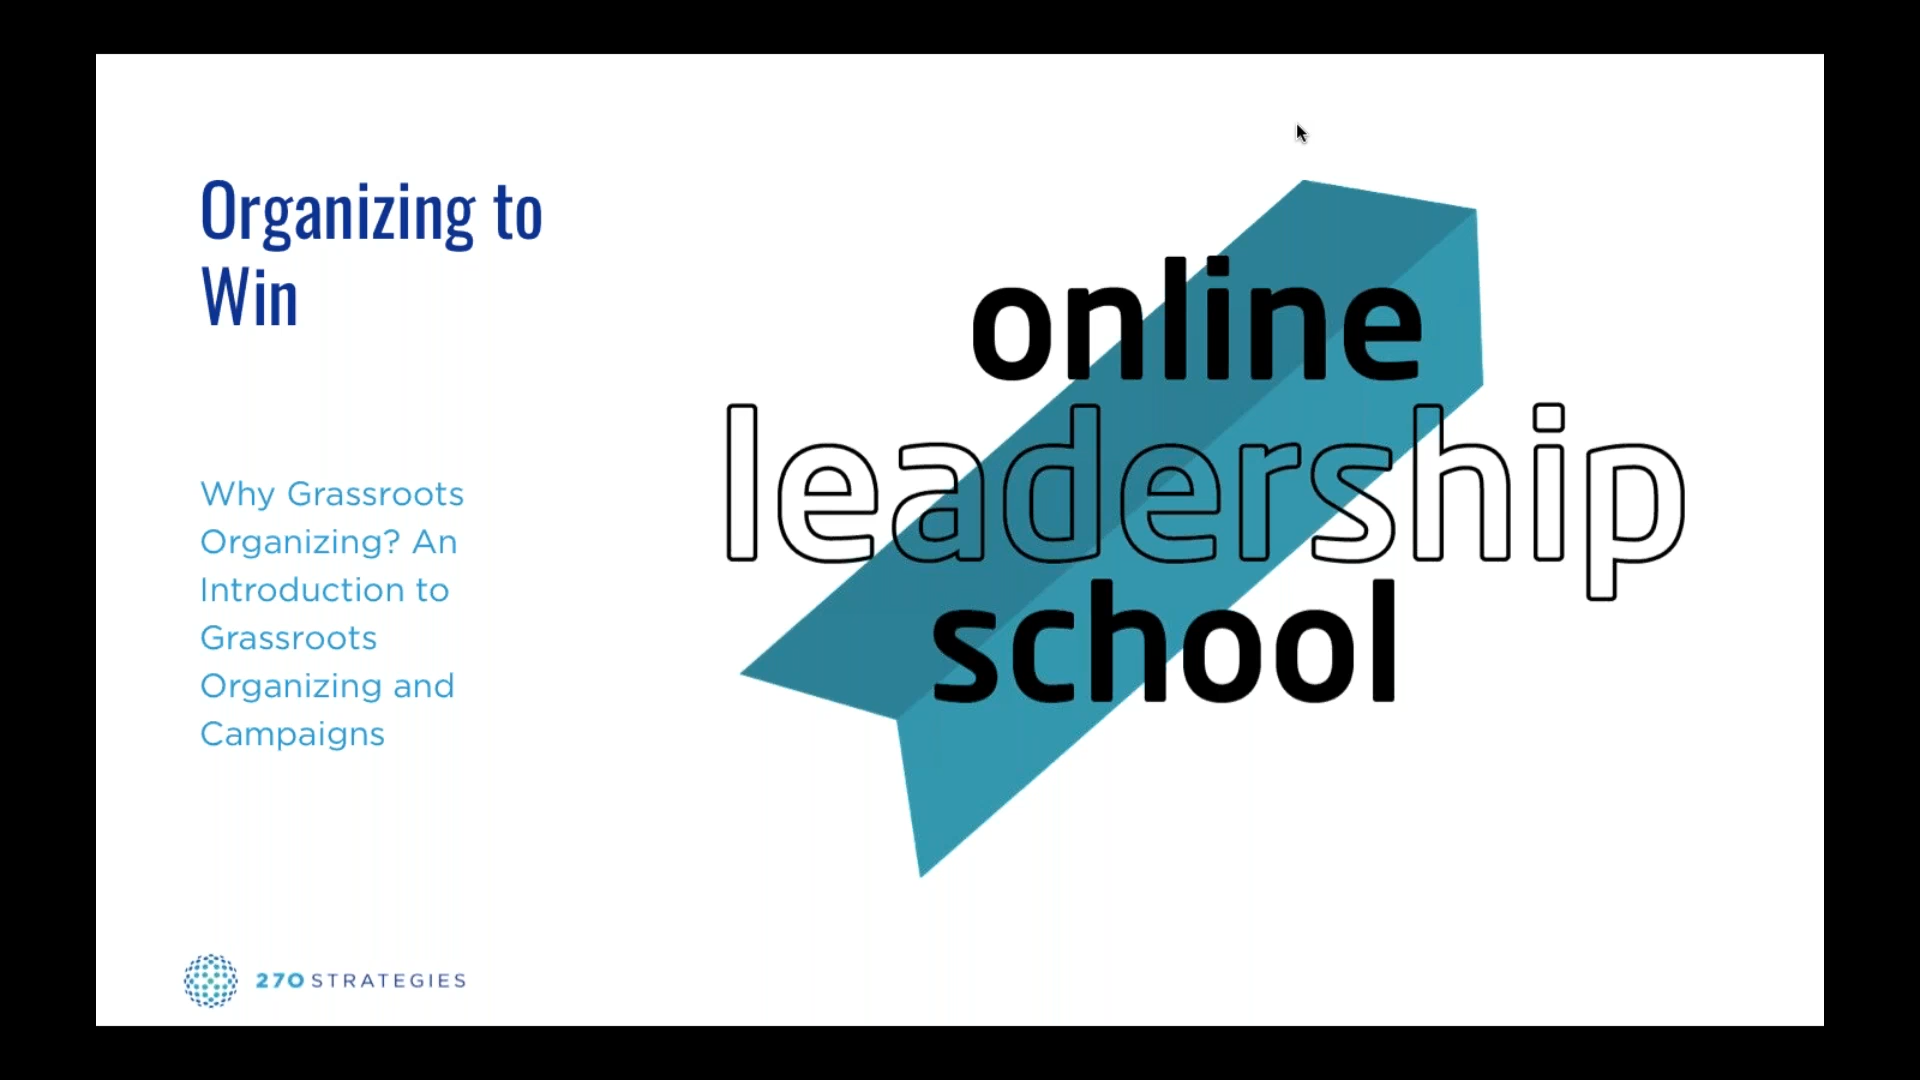 Organizing to
Win
Why Grassroots
Organizing? An
Introduction to
Grassroots
Organizing and
Campaigns
270 STRATEGIES
online
leadership
school